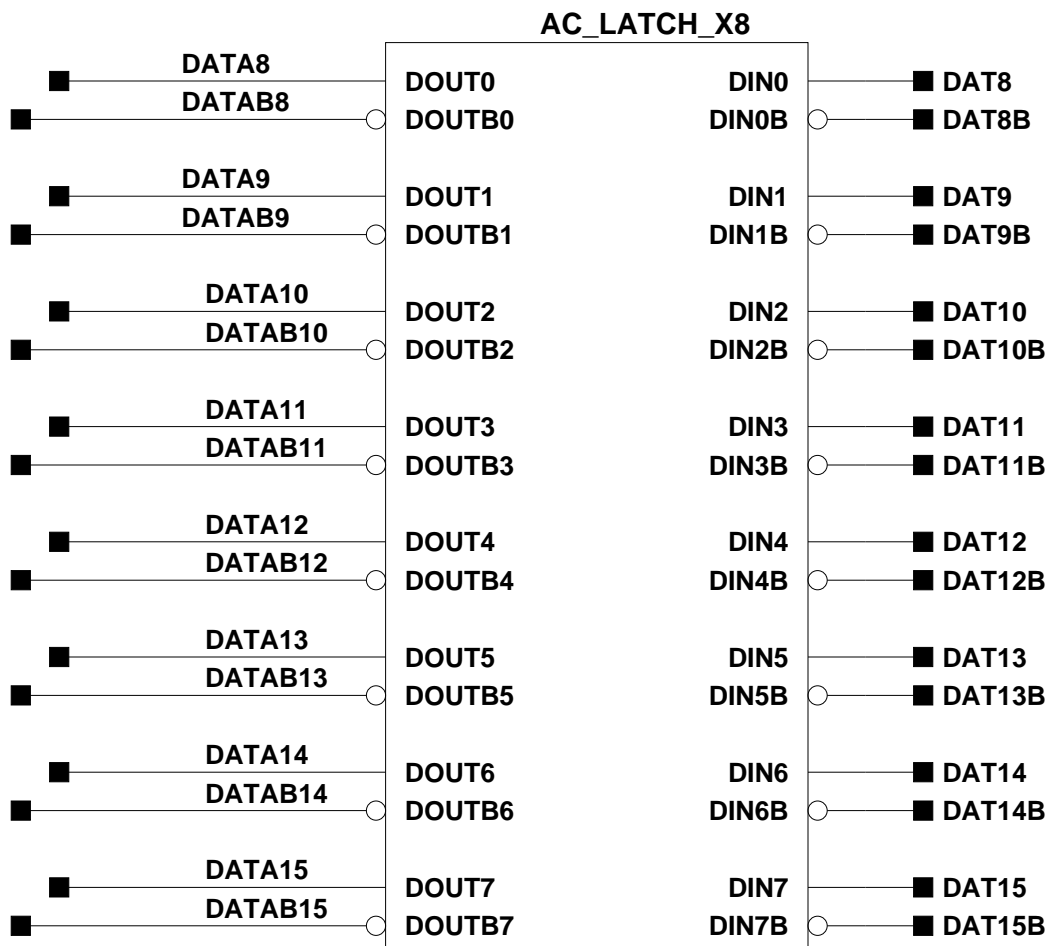 AC_LATCH_X8
DATA8 DOUT0 DIN0 DAT8
DATAB8 DOUTB0 DIN0B DAT8B
DATA9 DOUT1 DIN1 DAT9
DATAB9 DOUTB1 DIN1B DAT9B
DATA10 DOUT2 DIN2 DAT10
DATAB10 DOUTB2 DIN2B DAT10B
DATA11 DOUT3 DIN3 DAT11
DATAB11 DOUTB3 DIN3B DAT11B
DATA12 DOUT4 DIN4 DAT12
DATAB12 DOUTB4 DIN4B DAT12B
DATA13 DOUT5 DIN5 DAT13
DATAB13 DOUTB5 DIN5B DAT13B
DATA14 DOUT6 DIN6 DAT14
DATAB14 DOUTB6 DIN6B DAT14B
DATA15 DOUT7 DIN7 DAT15
DATAB15 DOUTB7 DIN7B DAT15B